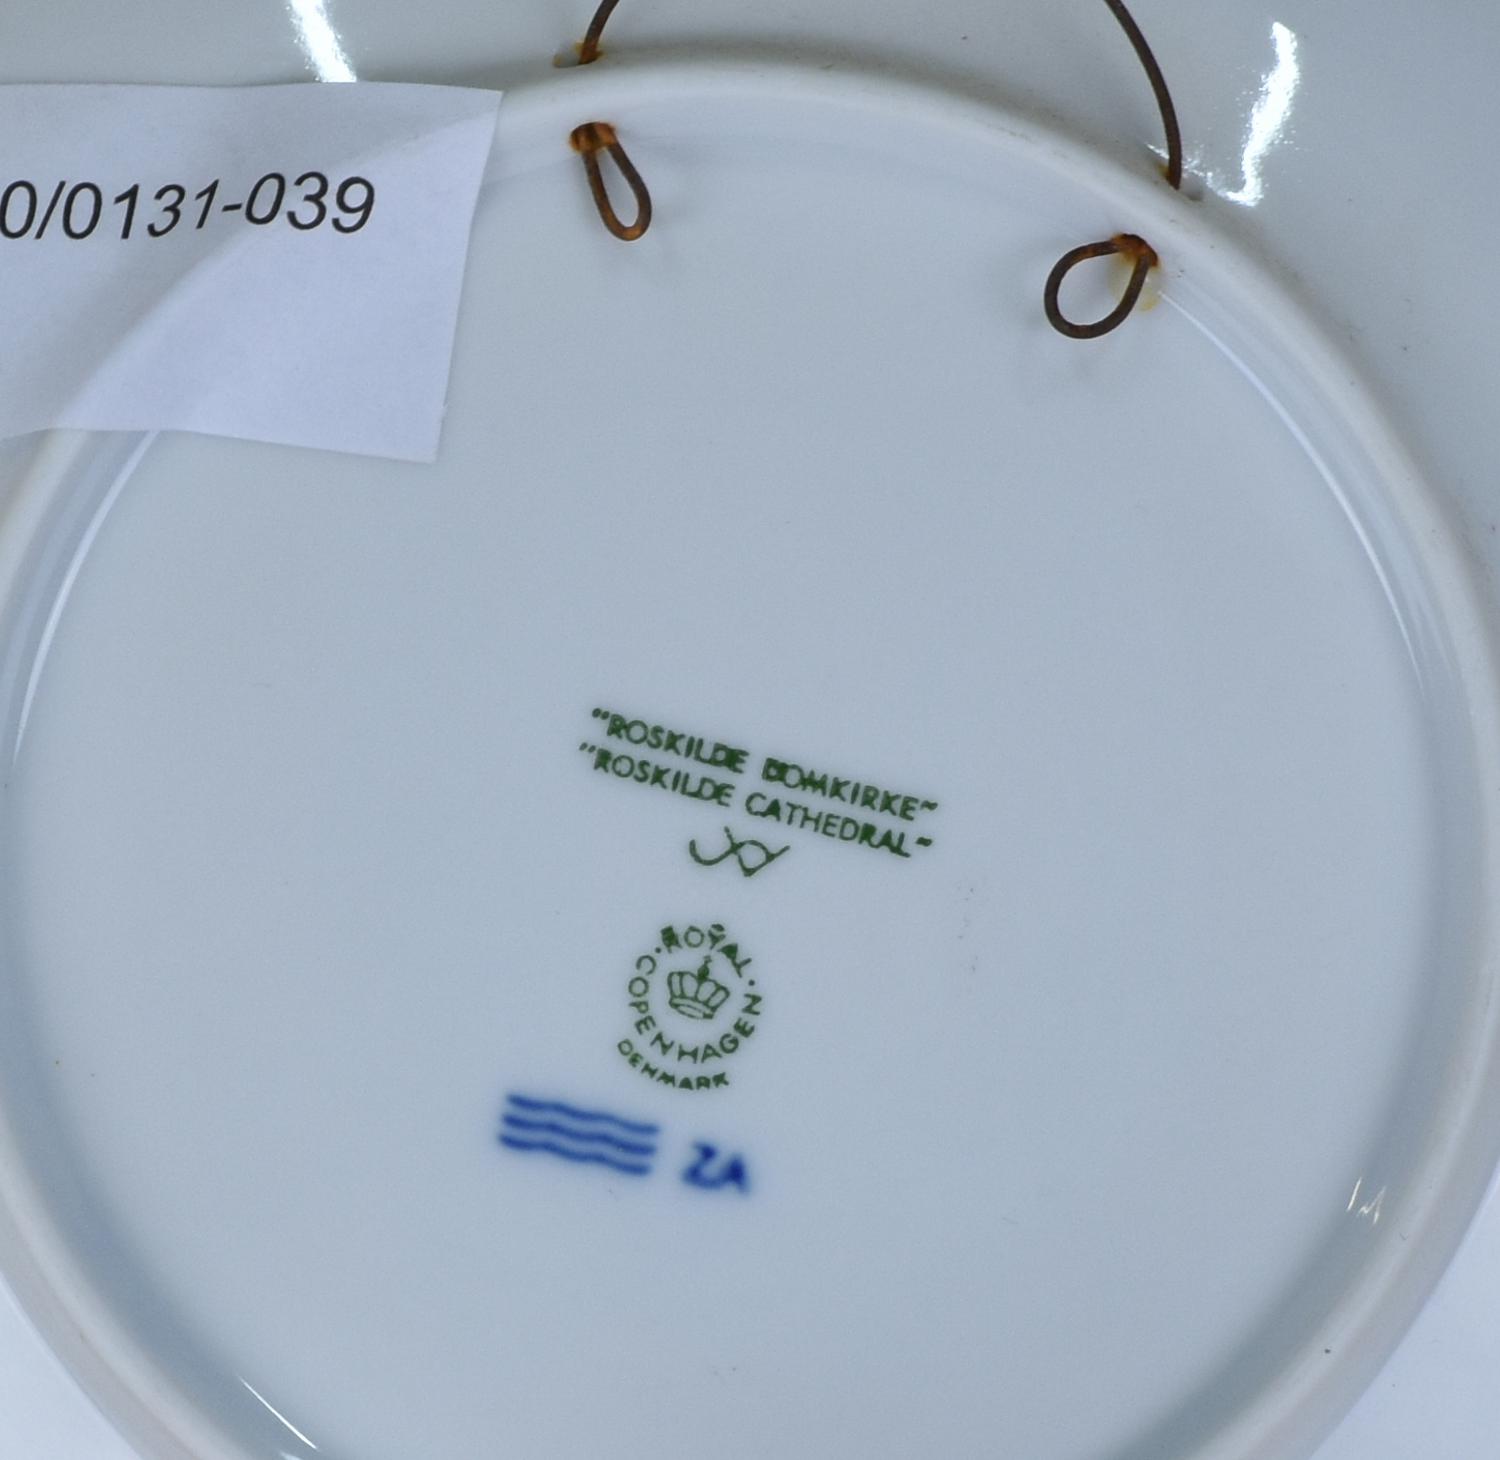 0/0131-039
"ROSKILDE DOMKIRKE"
"ROSKILDE CATHEDRAL"
ROYAL · COPENHAGEN ·
DENMARK
ZA